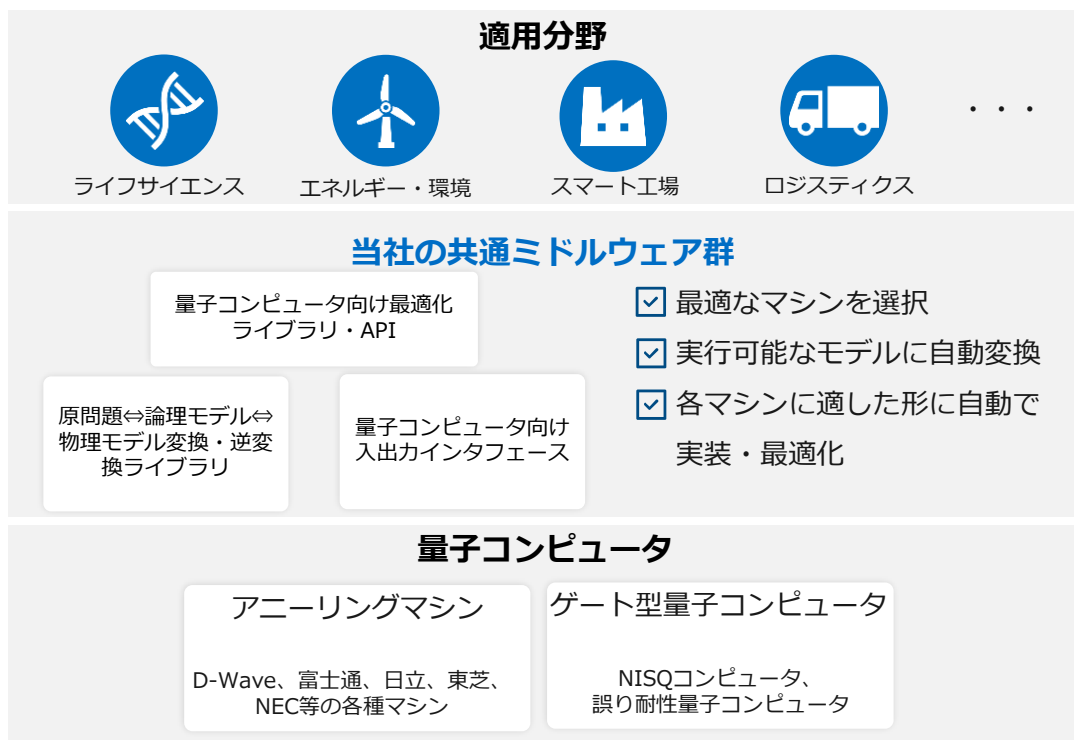 適用分野
ライフサイエンス
エネルギー・環境
スマート工場
ロジスティクス
・・・
当社の共通ミドルウェア群
量子コンピュータ向け最適化
ライブラリ・API
原問題⇔論理モデル⇔
物理モデル変換・逆変
換ライブラリ
量子コンピュータ向け
入出力インタフェース
最適なマシンを選択
実行可能なモデルに自動変換
各マシンに適した形に自動で
実装・最適化
量子コンピュータ
アニーリングマシン
D-Wave、富士通、日立、東芝、
NEC等の各種マシン
ゲート型量子コンピュータ
NISQコンピュータ、
誤り耐性量子コンピュータ